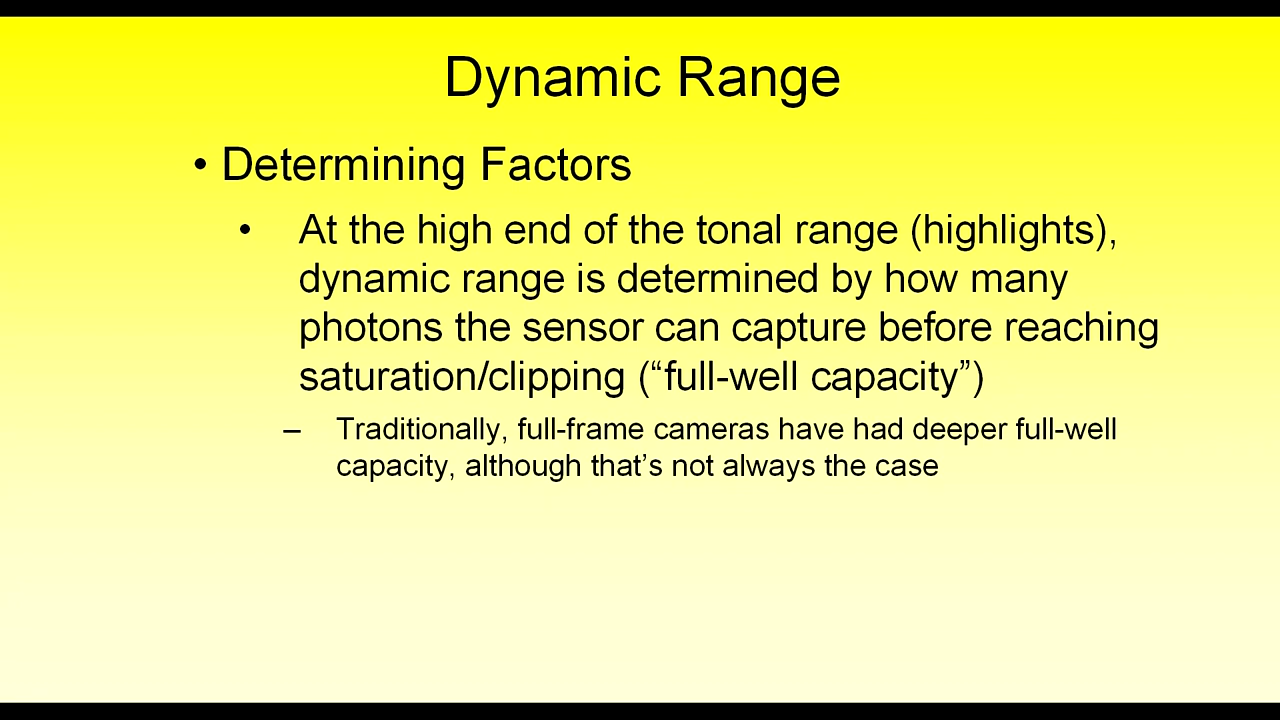 Dynamic Range
• Determining Factors
• At the high end of the tonal range (highlights),
dynamic range is determined by how many
photons the sensor can capture before reaching
saturation/clipping (“full-well capacity”)
– Traditionally, full-frame cameras have had deeper full-well
capacity, although that’s not always the case